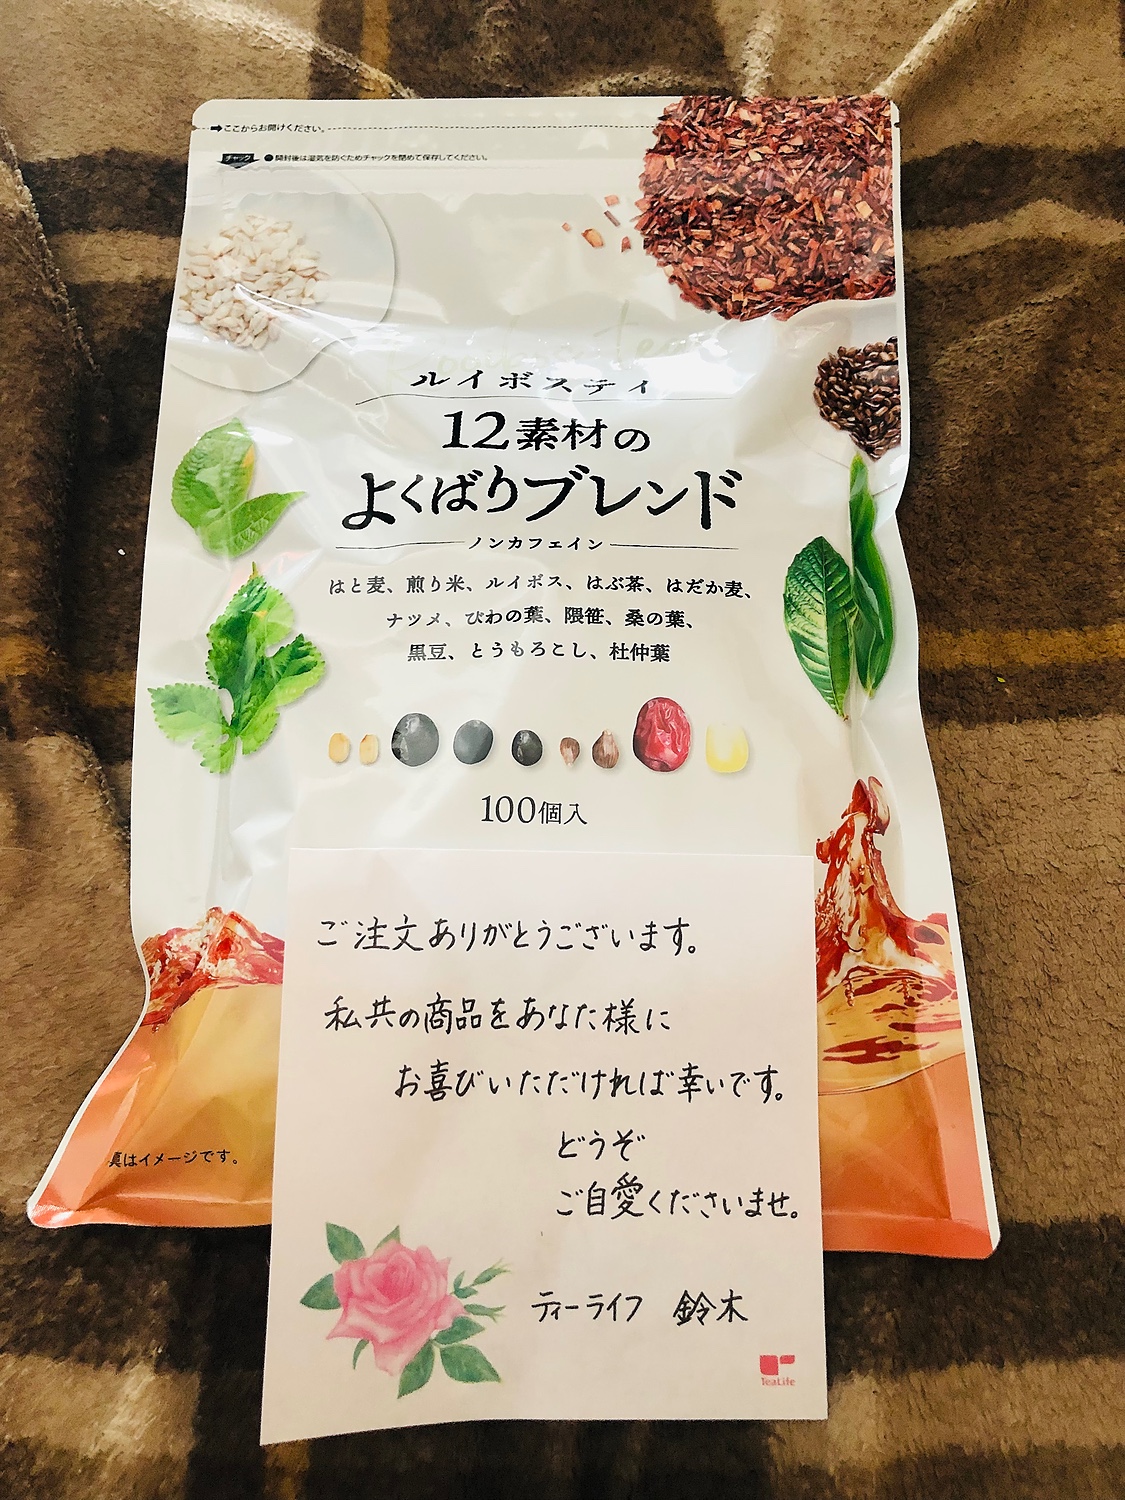 ➡ここからお開けください。
チャック ●開封後は湿気を防ぐためチャックを閉めて保存してください。
ルイボスティ
12素材の
よくばりブレンド
ノンカフェイン
はと麦、煎り米、ルイボス、はぶ茶、はだか麦、
ナツメ、びわの葉、隈笹、桑の葉、
黒豆、とうもろこし、杜仲葉
100個入
ご注文ありがとうございます。
私共の商品をあなた様に
お喜びいただければ幸いです。
どうぞ
ご自愛くださいませ。
ティーライフ 鈴木
TeaLife
真はイメージです。